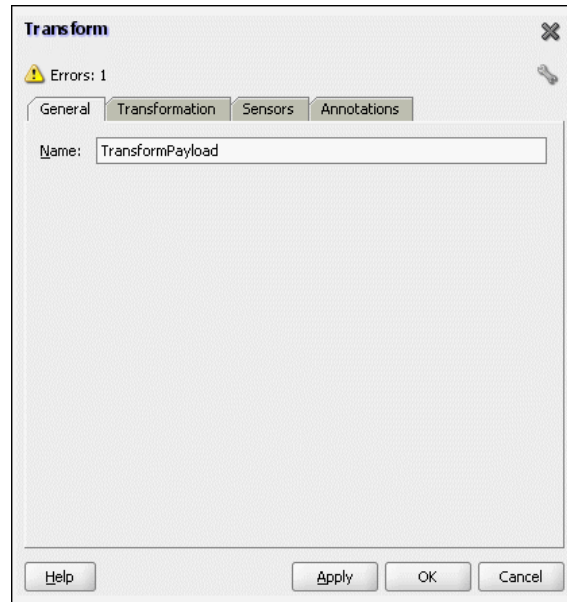 Transform
Errors: 1
General Transformation Sensors Annotations
Name: TransformPayload
Help Apply OK Cancel